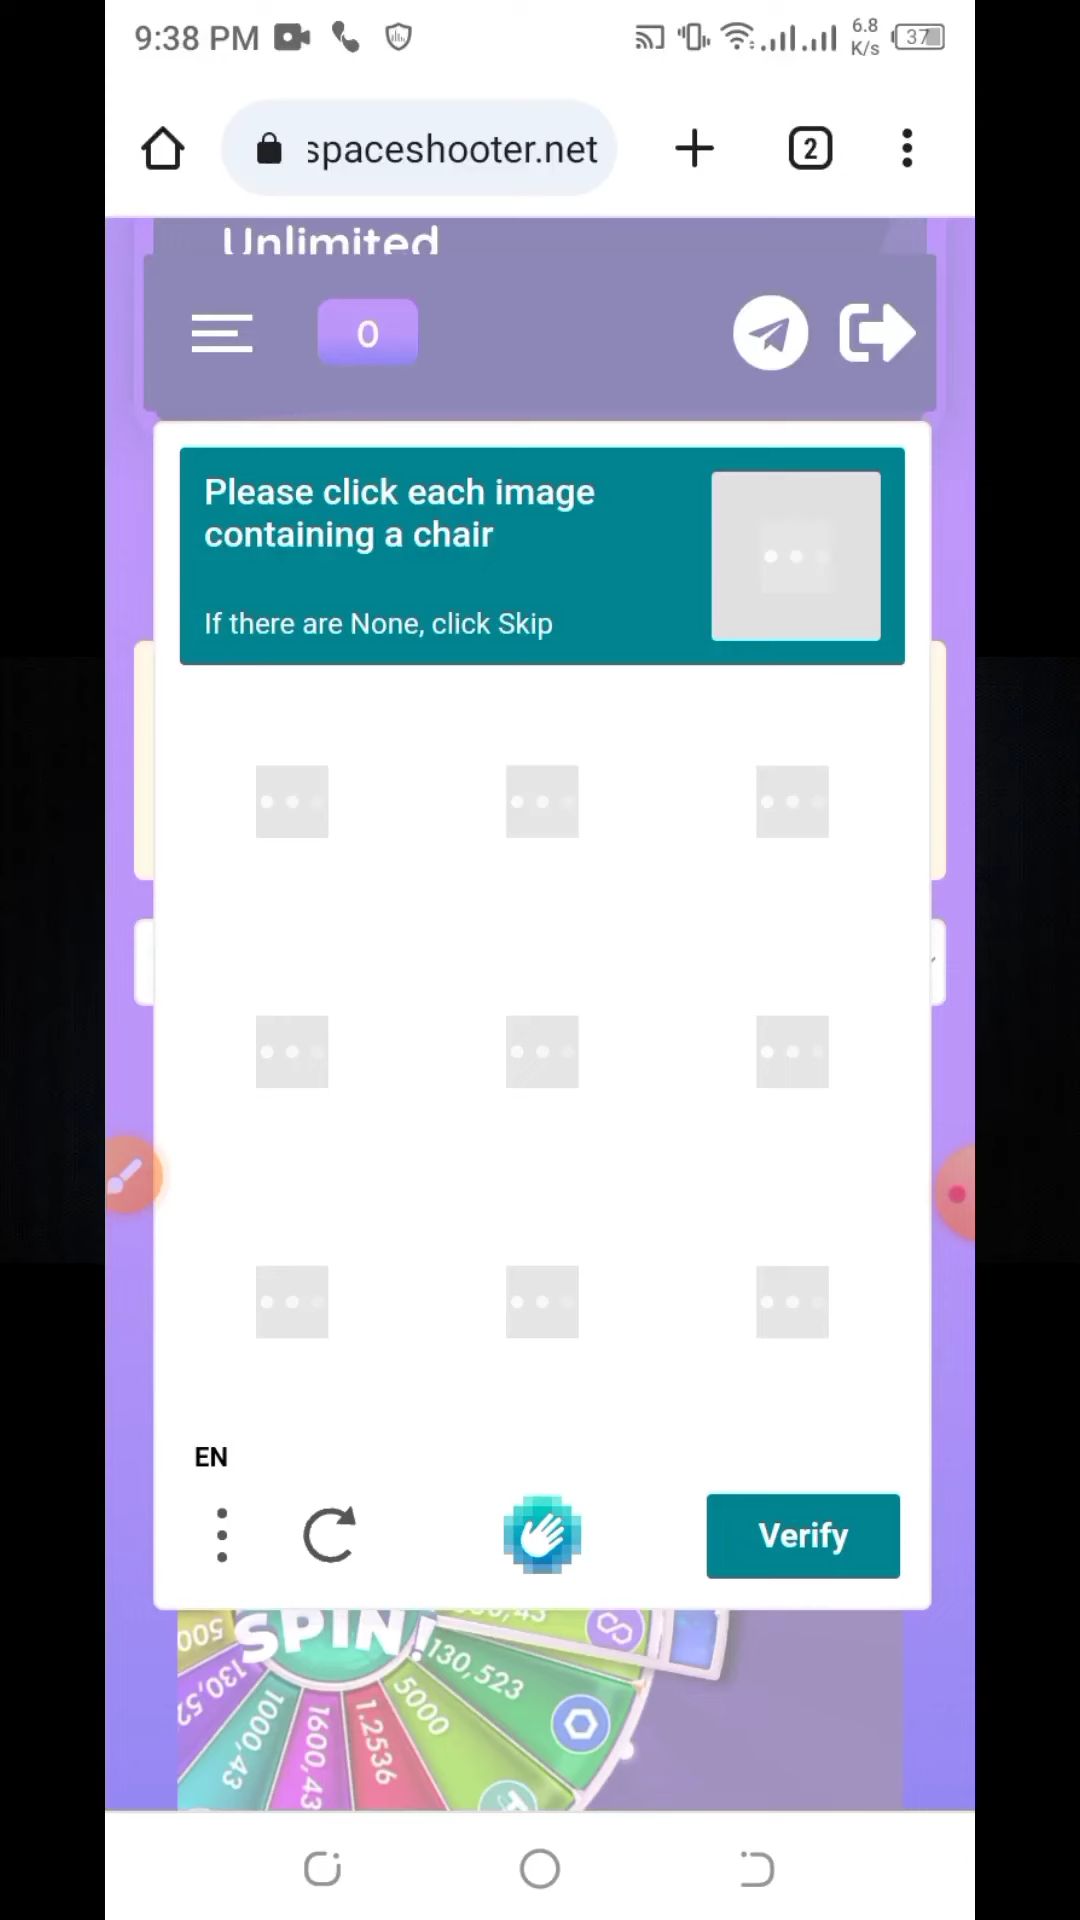 9:38 PM
6.8
K/s
37
spaceshooter.net
2
Unlimited
0
Please click each image
containing a chair
If there are None, click Skip
EN
Verify
500
SPIN!
130,523
5000
1.2536
1600,43
1000,43
130,52